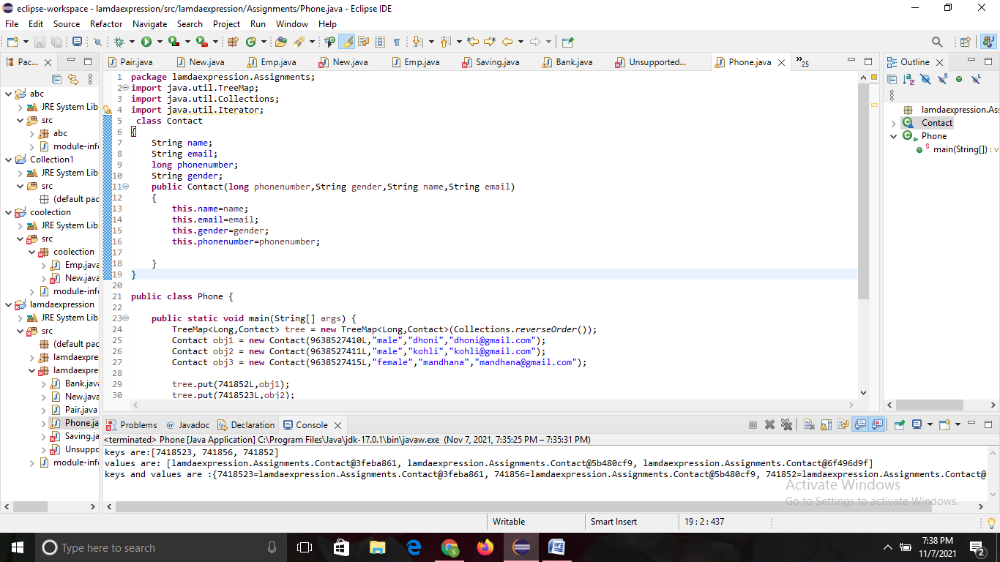 eclipse-workspace - lamdaexpression/src/lamdaexpression/Assignments/Phone.java - Eclipse IDE
File Edit Source Refactor Navigate Search Project Run Window Help
Pac...
Pair.java New.java Emp.java New.java Emp.java Saving.java Bank.java Unsupported... Phone.java »25
Outline
abc
JRE System Lib
src
abc
module-info
Collection1
JRE System Lib
src
(default pac
coolection
JRE System Lib
src
coolection
Emp.java
New.java
module-info
lamdaexpression
JRE System Lib
src
(default pac
lamdaexpre
lamdaexpre
Bank.java
New.java
Pair.java
Phone.ja
Saving.ja
Unsuppo
module-info
1 package lamdaexpression.Assignments;
2 import java.util.TreeMap;
3 import java.util.Collections;
4 import java.util.Iterator;
5 class Contact
6 {
7 String name;
8 String email;
9 long phonenumber;
10 String gender;
11 public Contact(long phonenumber,String gender,String name,String email)
12 {
13 this.name=name;
14 this.email=email;
15 this.gender=gender;
16 this.phonenumber=phonenumber;
17
18 }
19 }
20
21 public class Phone {
22
23 public static void main(String[] args) {
24 TreeMap<Long,Contact> tree = new TreeMap<Long,Contact>(Collections.reverseOrder());
25 Contact obj1 = new Contact(9638527410L,"male","dhoni","dhoni@gmail.com");
26 Contact obj2 = new Contact(9638527411L,"male","kohli","kohli@gmail.com");
27 Contact obj3 = new Contact(9638527415L,"female","mandhana","mandhana@gmail.com");
28
29 tree.put(741852L,obj1);
30 tree.put(7418523L,obj2);
lamdaexpression.Ass
Contact
Phone
main(String[]) : v
Problems @ Javadoc Declaration Console
<terminated> Phone [Java Application] C:\Program Files\Java\jdk-17.0.1\bin\javaw.exe (Nov 7, 2021, 7:35:25 PM – 7:35:31 PM)
keys are:[7418523, 741856, 741852]
values are: [lamdaexpression.Assignments.Contact@3feba861, lamdaexpression.Assignments.Contact@5b480cf9, lamdaexpression.Assignments.Contact@6f496d9f]
keys and values are :{7418523=lamdaexpression.Assignments.Contact@3feba861, 741856=lamdaexpression.Assignments.Contact@5b480cf9, 741852=lamdaexpression.Assignments.Contact@
Activate Windows
Go to Settings to activate Windows.
Writable Smart Insert 19 : 2 : 437
Type here to search
7:38 PM
11/7/2021
2